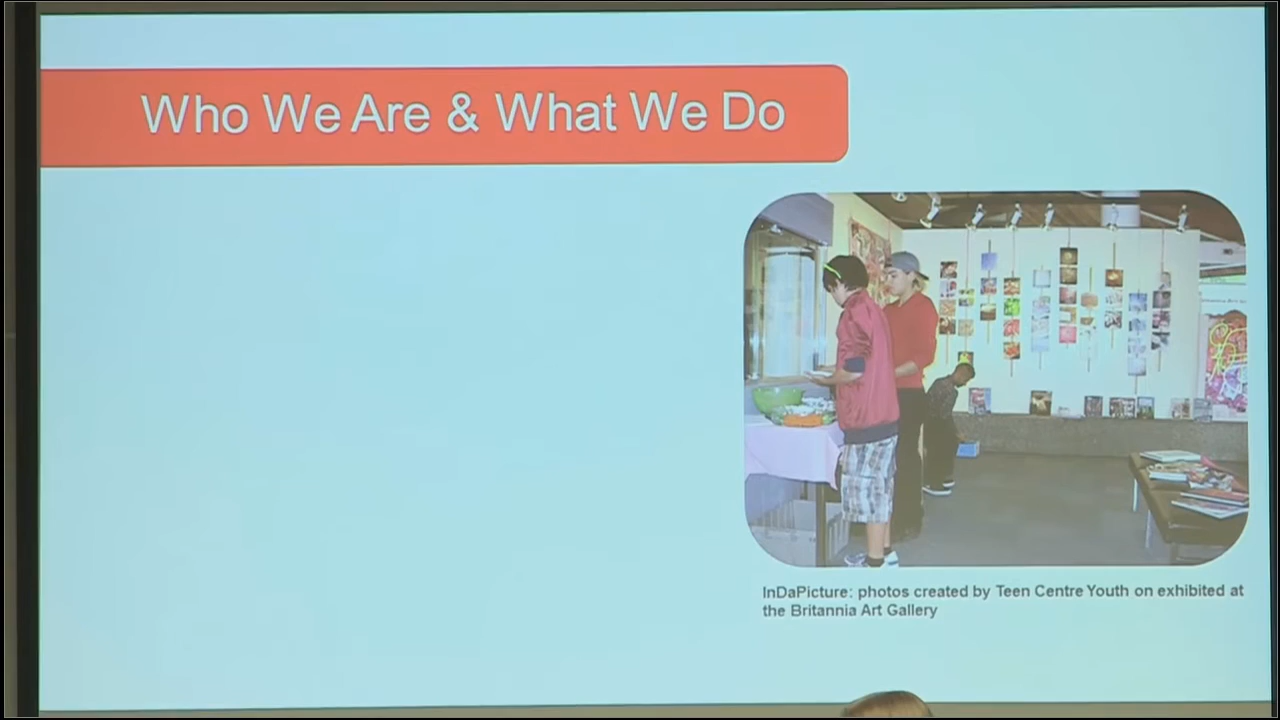 Who We Are & What We Do
InDaPicture: photos created by Teen Centre Youth on exhibited at
the Britannia Art Gallery